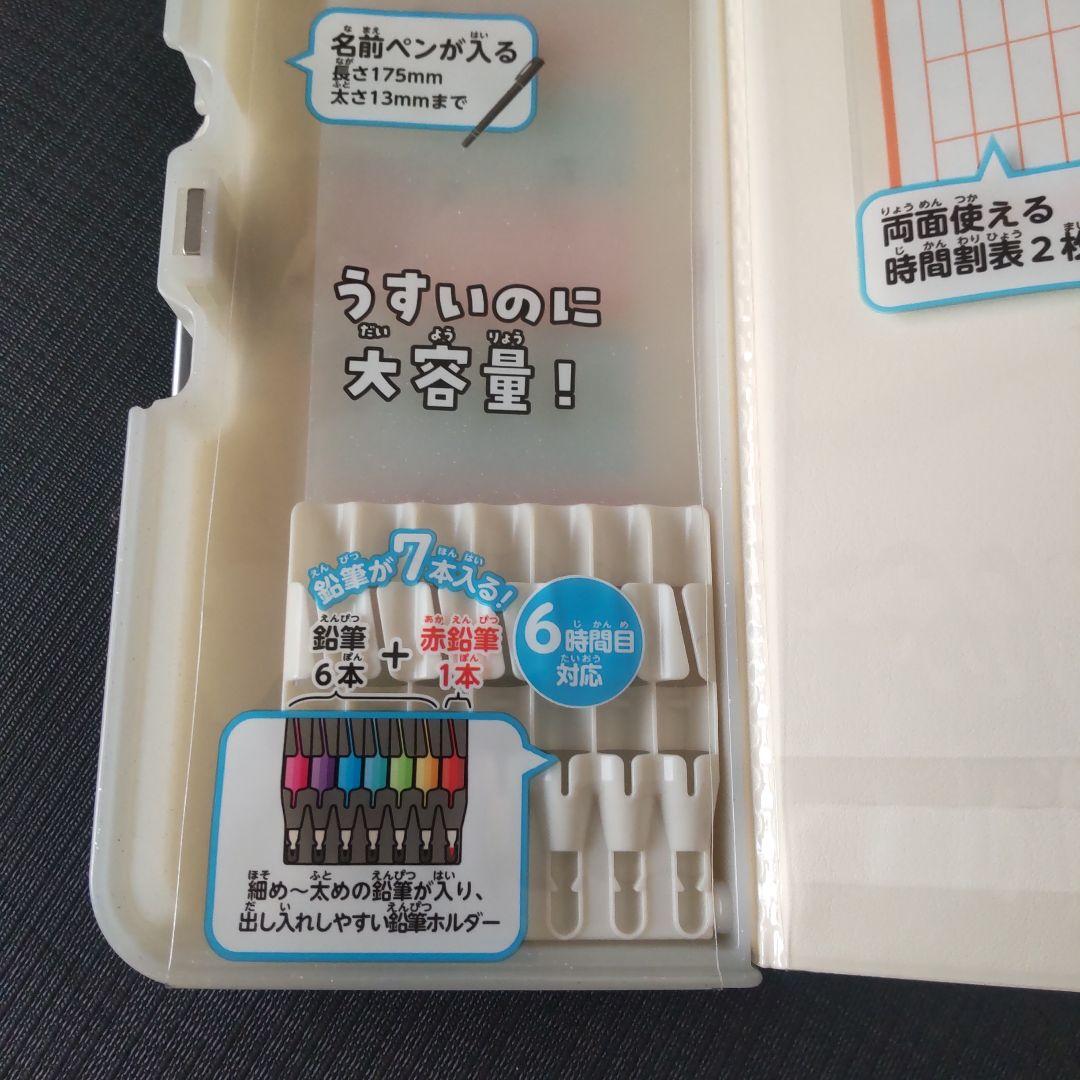 名前ペンが入る
長さ175mm
太さ13mmまで
うすいのに
大容量！
鉛筆が7本入る!
鉛筆
6本
+
赤鉛筆
1本
6時間目
対応
細め～太めの鉛筆が入り、
出し入れしやすい鉛筆ホルダー
両面使える
時間割表2